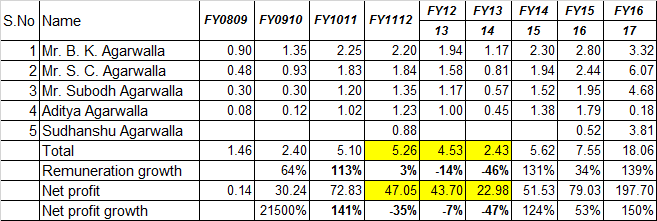 S.No Name FY0809 FY0910 FY1011 FY1112 FY12 FY13 FY14 FY15 FY16
13 14 15 16 17
1 Mr. B. K. Agarwalla 0.90 1.35 2.25 2.20 1.94 1.17 2.30 2.80 3.32
2 Mr. S. C. Agarwalla 0.48 0.93 1.83 1.84 1.58 0.81 1.94 2.44 6.07
3 Mr. Subodh Agarwalla 0.30 0.30 1.20 1.35 1.17 0.57 1.52 1.95 4.68
4 Aditya Agarwalla 0.08 0.12 1.02 1.23 1.00 0.45 1.38 1.79 0.18
5 Sudhanshu Agarwalla 0.88 0.52 3.81
Total 1.46 2.40 5.10 5.26 4.53 2.43 5.62 7.55 18.06
Remuneration growth 64% 113% 3% -14% -46% 131% 34% 139%
Net profit 0.14 30.24 72.83 47.05 43.70 22.98 51.53 79.03 197.70
Net profit growth 21500% 141% -35% -7% -47% 124% 53% 150%